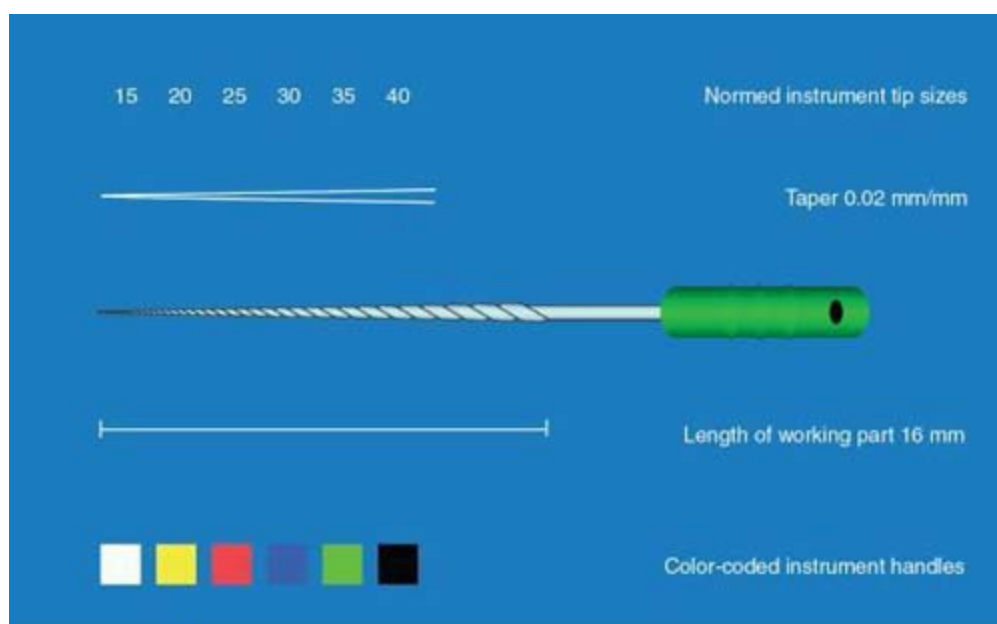 15 20 25 30 35 40 Normed instrument tip sizes
Taper 0.02 mm/mm
Length of working part 16 mm
Color-coded instrument handles